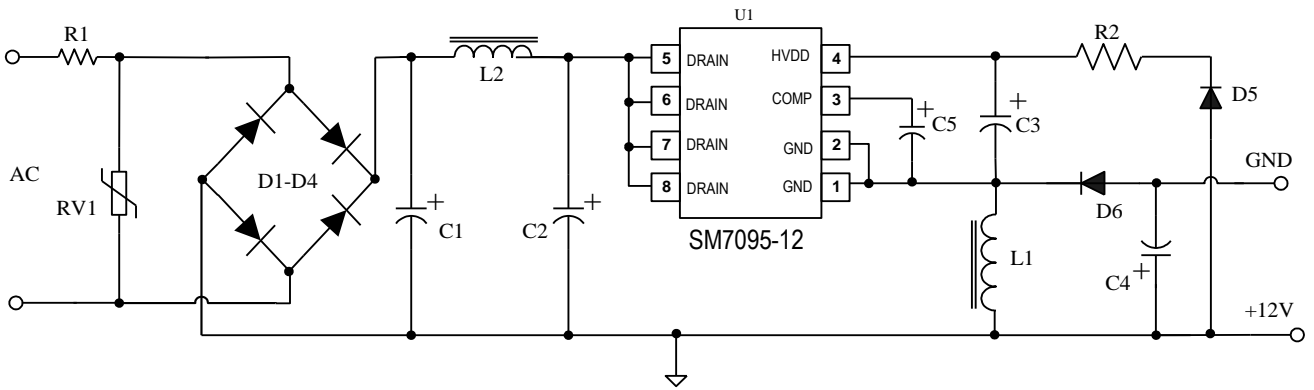 U1
R1
R2
5 DRAIN HVDD 4
L2
6 DRAIN COMP 3
D5
C5
C3
7 DRAIN GND 2
GND
AC
D1-D4
8 DRAIN GND 1
RV1
D6
C1
C2
SM7095-12
L1
C4
+12V